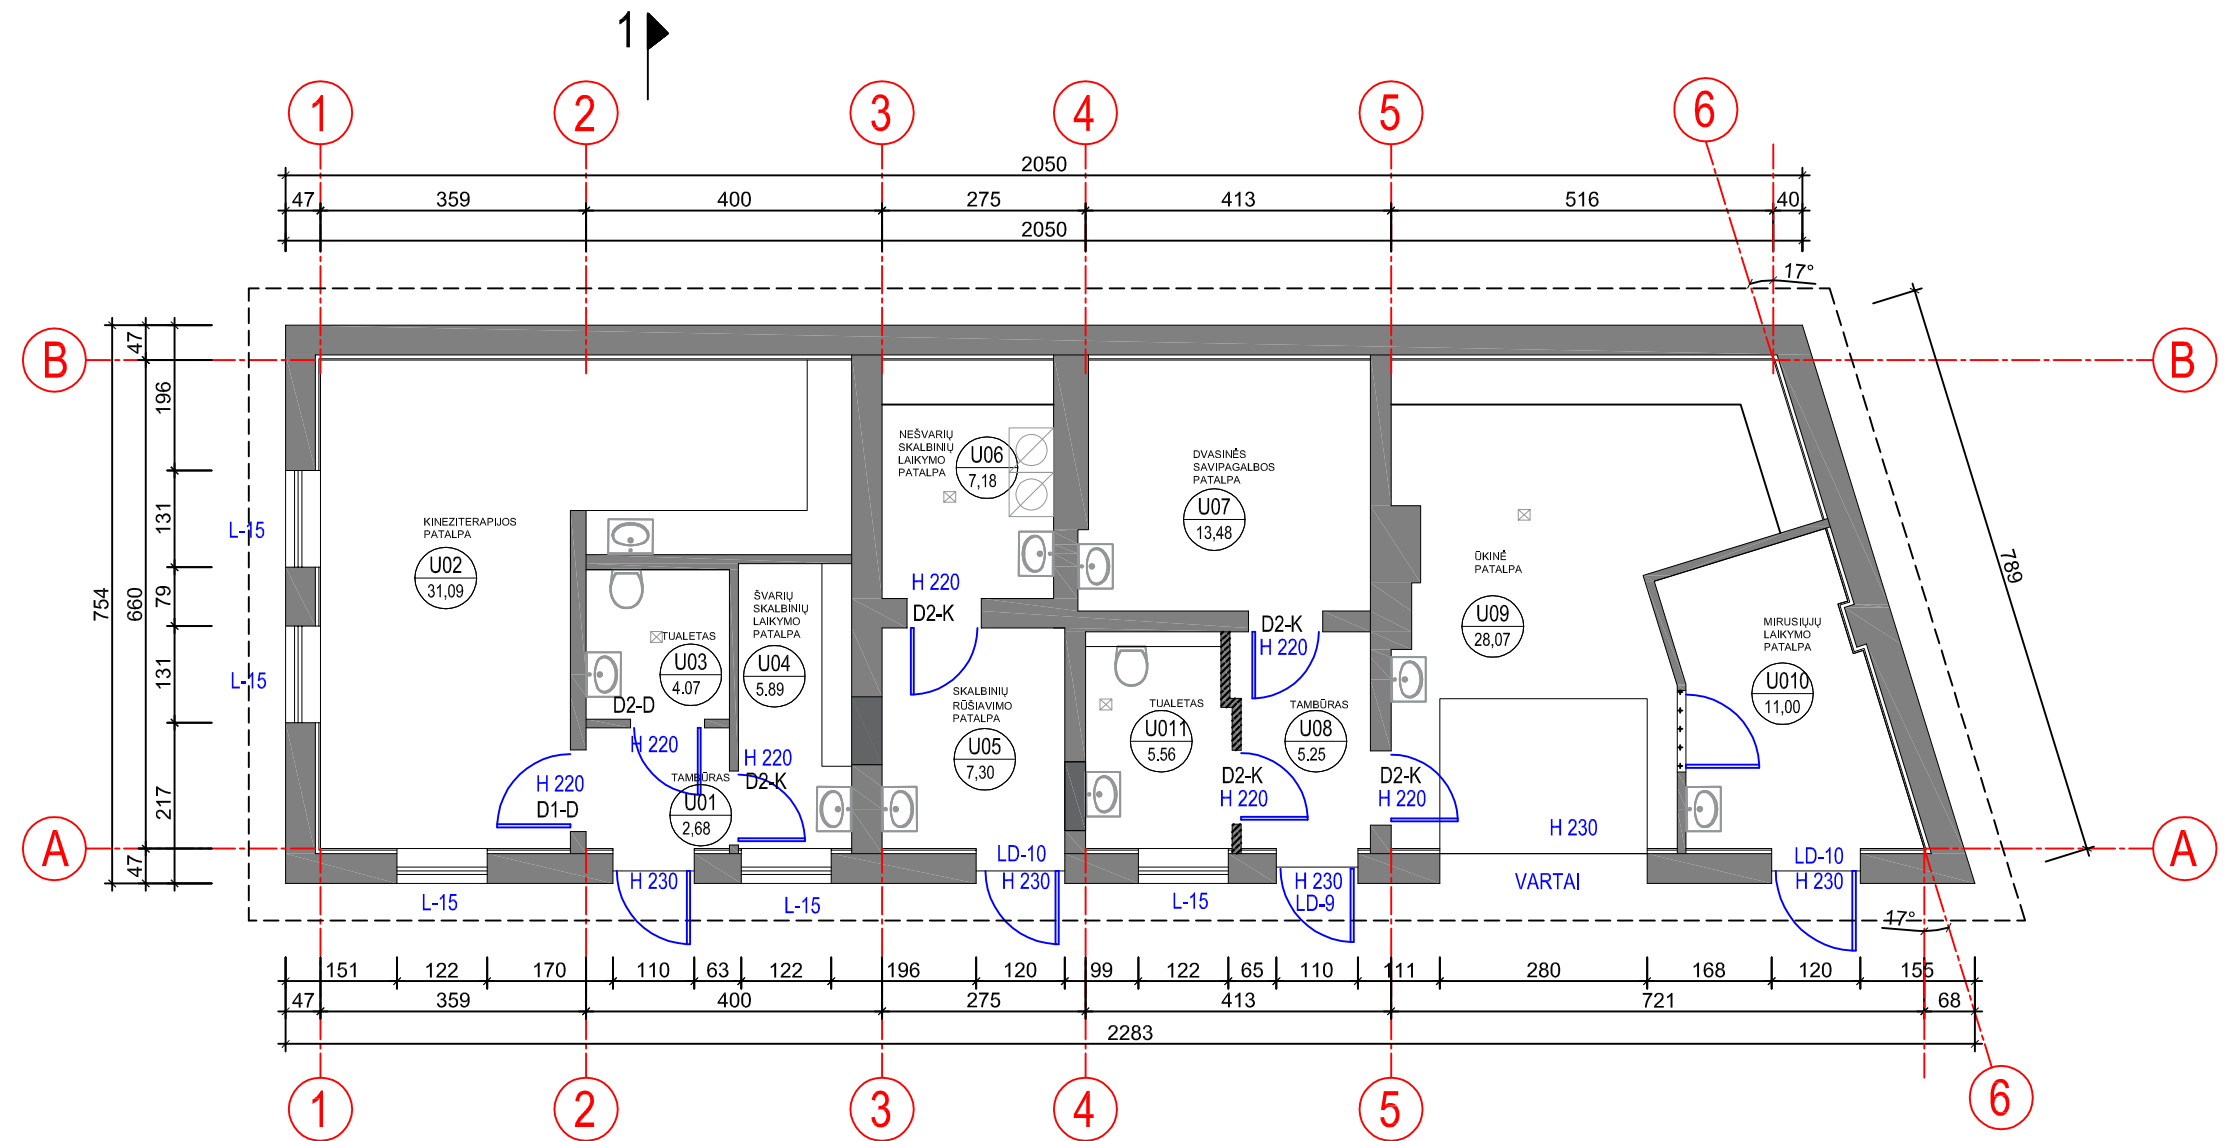 1
1 2 3 4 5 6
2050
47 359 400 275 413 516 40
2050
17°
B B
754 660 47 196 131 79 131 217 47
789
L-15
L-15
KINEZITERAPIJOS
PATALPA
U02
31,09
NEŠVARIŲ
SKALBINIŲ
LAIKYMO
PATALPA
U06
7,18
H 220
D2-K
DVASINĖS
SAVIPAGALBOS
PATALPA
U07
13,48
D2-K
H 220
ŪKINĖ
PATALPA
U09
28,07
MIRUSIŲJŲ
LAIKYMO
PATALPA
U010
11,00
TUALETAS
U03
4.07
D2-D
H 220
ŠVARIŲ
SKALBINIŲ
LAIKYMO
PATALPA
U04
5.89
H 220
D2-K
SKALBINIŲ
RŪŠIAVIMO
PATALPA
U05
7,30
TUALETAS
U011
5.56
TAMBŪRAS
U08
5.25
D2-K
H 220
D2-K
H 220
H 220
D1-D
TAMBŪRAS
U01
2,68
H 230
A A
LD-10
H 230
LD-10
H 230
H 230
H 230
LD-9
VARTAI
L-15
L-15
L-15
17°
151 122 170 110 63 122 196 120 99 122 65 110 111 280 168 120 155
47 359 400 275 413 721 68
2283
1 2 3 4 5 6